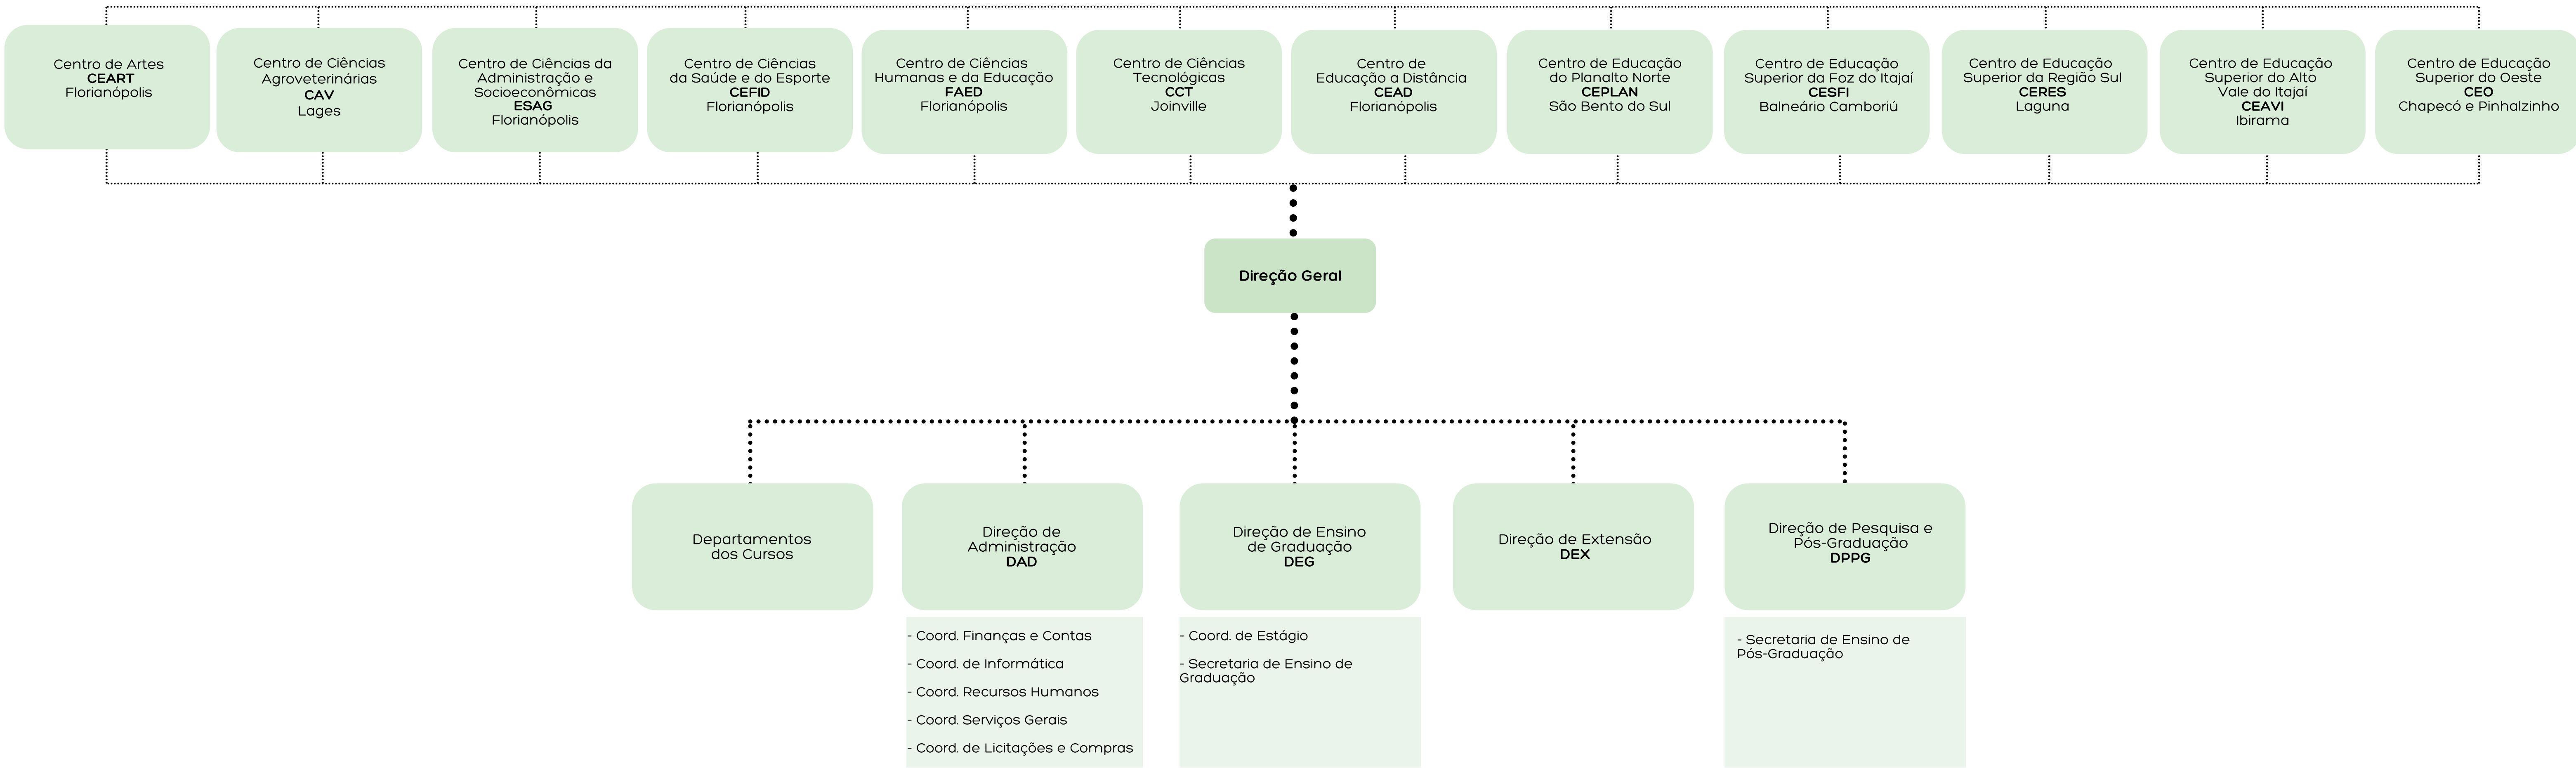 Centro de Artes
CEART
Florianópolis
Centro de Ciências
Agroveterinárias
CAV
Lages
Centro de Ciências da
Administração e
Socioeconômicas
ESAG
Florianópolis
Centro de Ciências
da Saúde e do Esporte
CEFID
Florianópolis
Centro de Ciências
Humanas e da Educação
FAED
Florianópolis
Centro de Ciências
Tecnológicas
CCT
Joinville
Centro de
Educação a Distância
CEAD
Florianópolis
Centro de Educação
do Planalto Norte
CEPLAN
São Bento do Sul
Centro de Educação
Superior da Foz do Itajaí
CESFI
Balneário Camboriú
Centro de Educação
Superior da Região Sul
CERES
Laguna
Centro de Educação
Superior do Alto
Vale do Itajaí
CEAVI
Ibirama
Centro de Educação
Superior do Oeste
CEO
Chapecó e Pinhalzinho
Direção Geral
Departamentos
dos Cursos
Direção de
Administração
DAD
Direção de Ensino
de Graduação
DEG
Direção de Extensão
DEX
Direção de Pesquisa e
Pós-Graduação
DPPG
- Coord. Finanças e Contas
- Coord. de Informática
- Coord. Recursos Humanos
- Coord. Serviços Gerais
- Coord. de Licitações e Compras
- Coord. de Estágio
- Secretaria de Ensino de
Graduação
- Secretaria de Ensino de
Pós-Graduação